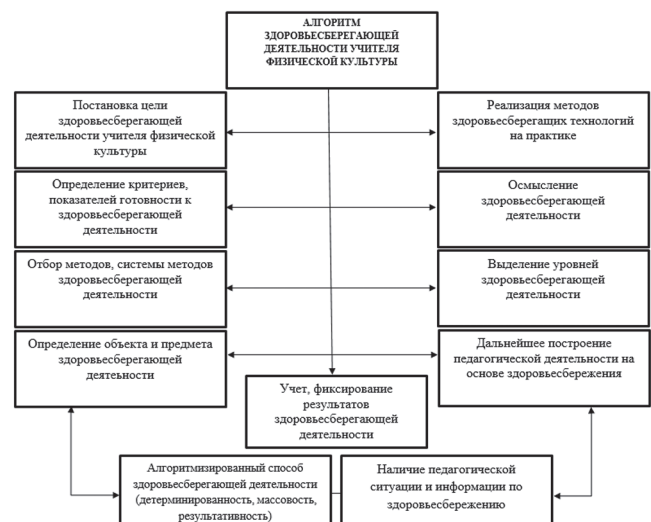 АЛГОРИТМ
ЗДОРОВЬЕСБЕРЕГАЮЩЕЙ
ДЕЯТЕЛЬНОСТИ УЧИТЕЛЯ
ФИЗИЧЕСКОЙ КУЛЬТУРЫ
Постановка цели
здоровьесберегающей
деятельности учителя физической
культуры
Реализация методов
здоровьесберегащих технологий
на практике
Определение критериев,
показателей готовности к
здоровьесберегающей
деятельности
Осмысление
здоровьесберегающей
деятельности
Отбор методов, системы методов
здоровьесберегающей
деятельности
Выделение уровней
здоровьесберегающей
деятельности
Определение объекта и предмета
здоровьесберегающей
деятеьности
Дальнейшее построение
педагогической деятельности на
основе здоровьесбережения
Учет, фиксирование
результатов
здоровьесберегающей
деятельности
Алгоритмизированный способ
здоровьесберегающей деятельности
(детерминированность, массовость,
результативность)
Наличие педагогической
ситуации и информации по
здоровьесбережению